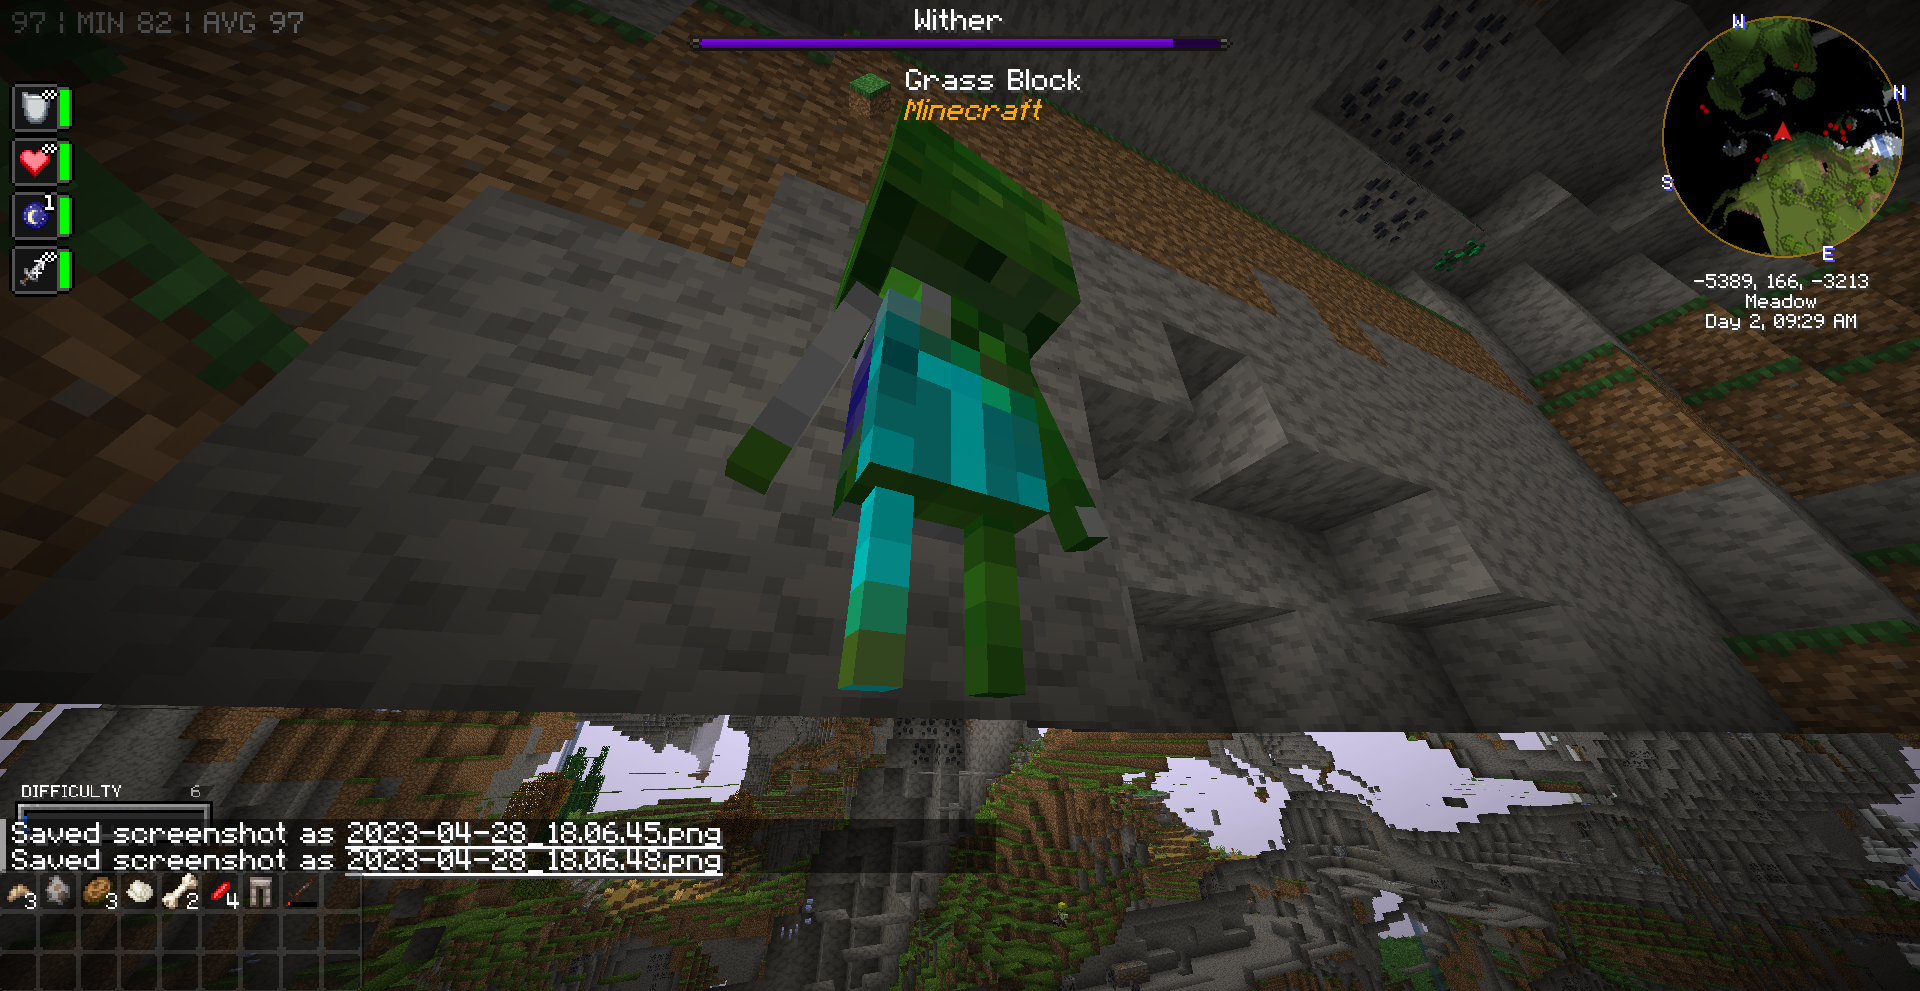 97 | MIN 82 | AVG 97
Wither
Grass Block
Minecraft
W
N
S
E
1
-5389, 166, -3213
Meadow
Day 2, 09:29 AM
DIFFICULTY 6
Saved screenshot as 2023-04-28_18.06.45.png
Saved screenshot as 2023-04-28_18.06.48.png
3 3 2 4